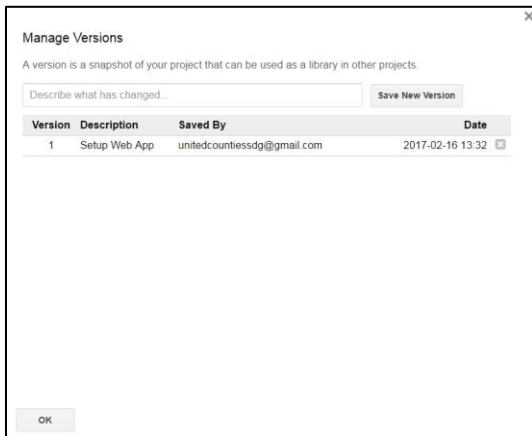 Manage Versions
A version is a snapshot of your project that can be used as a library in other projects.
Describe what has changed...
Save New Version
Version Description Saved By Date
1 Setup Web App unitedcountiessdg@gmail.com 2017-02-16 13:32
OK